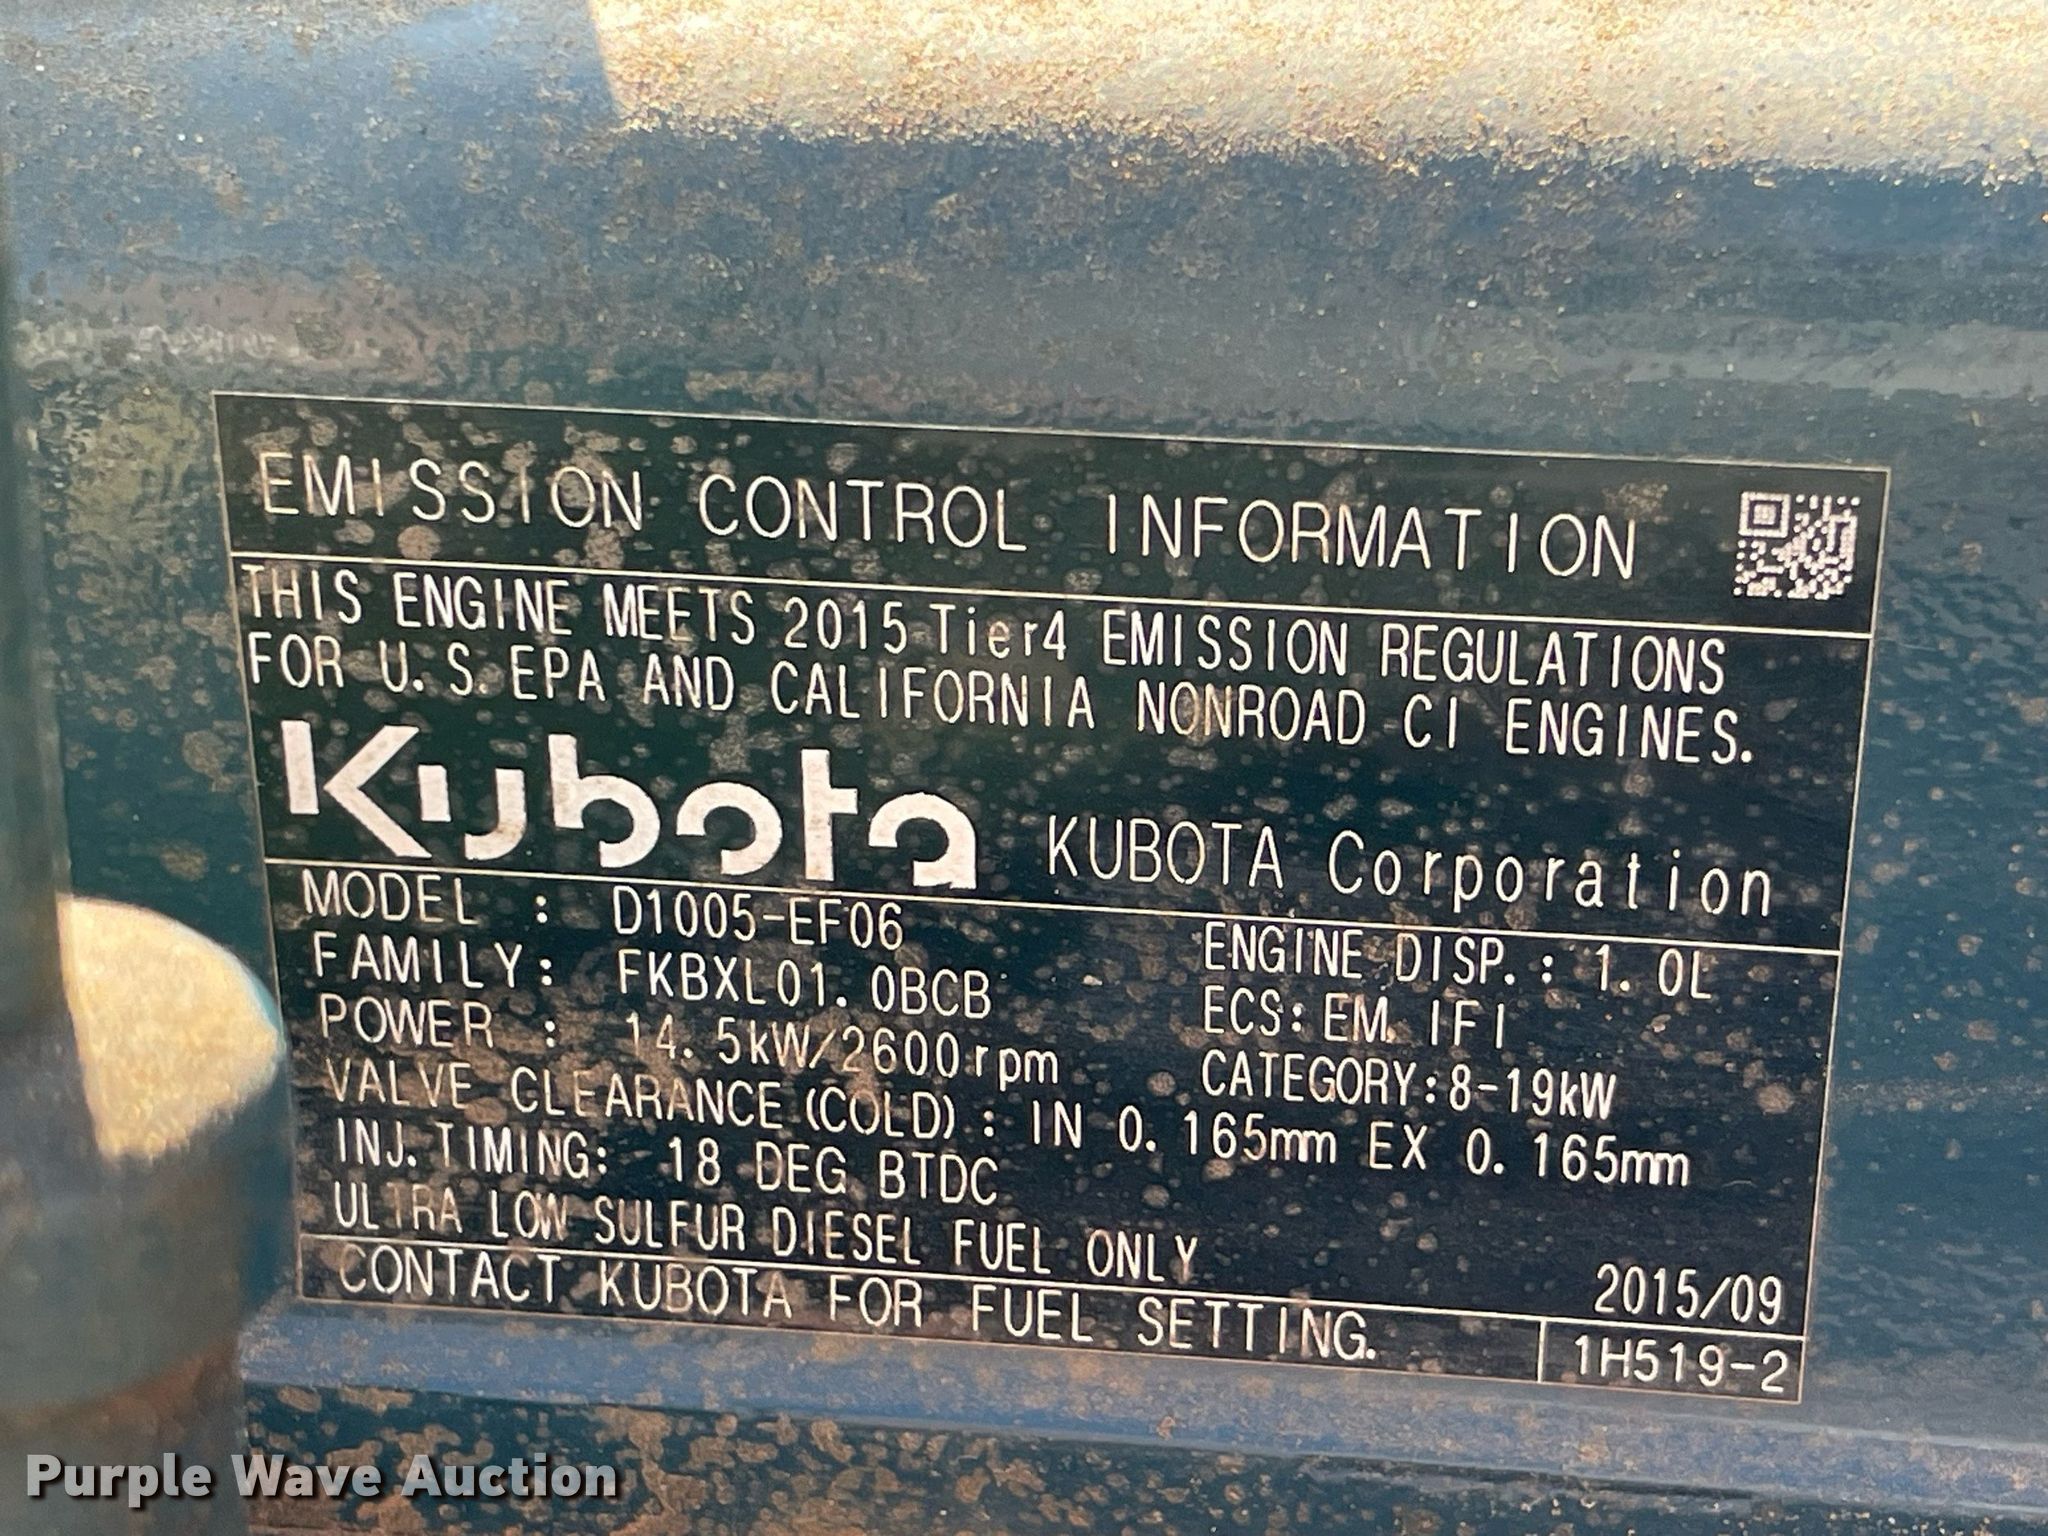 EMISSION CONTROL INFORMATION
THIS ENGINE MEETS 2015 Tier4 EMISSION REGULATIONS
FOR U.S. EPA AND CALIFORNIA NONROAD CI ENGINES.
Kubota KUBOTA Corporation
MODEL : D1005-EF06 ENGINE DISP.: 1.0L
FAMILY: FKBXL01.0BCB ECS: EM, IFI
POWER : 14.5kW/2600rpm CATEGORY:8-19kW
VALVE CLEARANCE (COLD) : IN 0.165mm EX 0.165mm
INJ. TIMING: 18 DEG BTDC
ULTRA LOW SULFUR DIESEL FUEL ONLY 2015/09
CONTACT KUBOTA FOR FUEL SETTING. 1H519-2
Purple Wave Auction